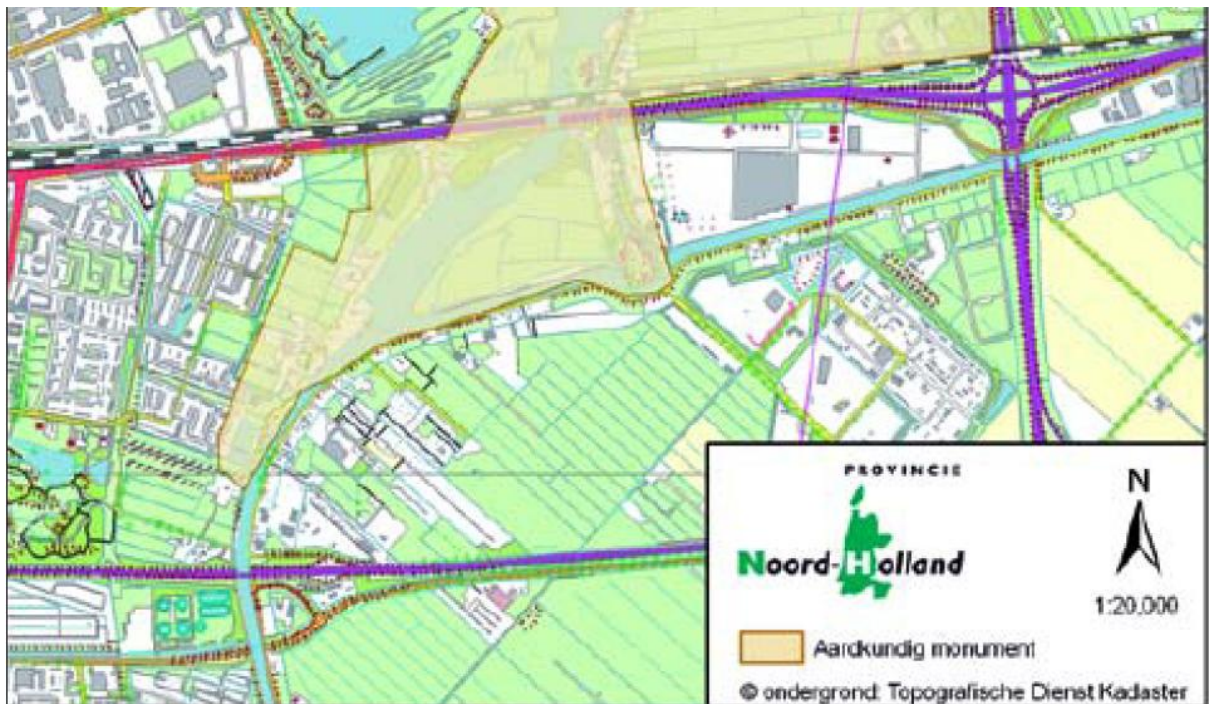 PROVINCIE
Noord-Holland
N
1:20.000
Aardkundig monument
© ondergrond: Topografische Dienst Kadaster